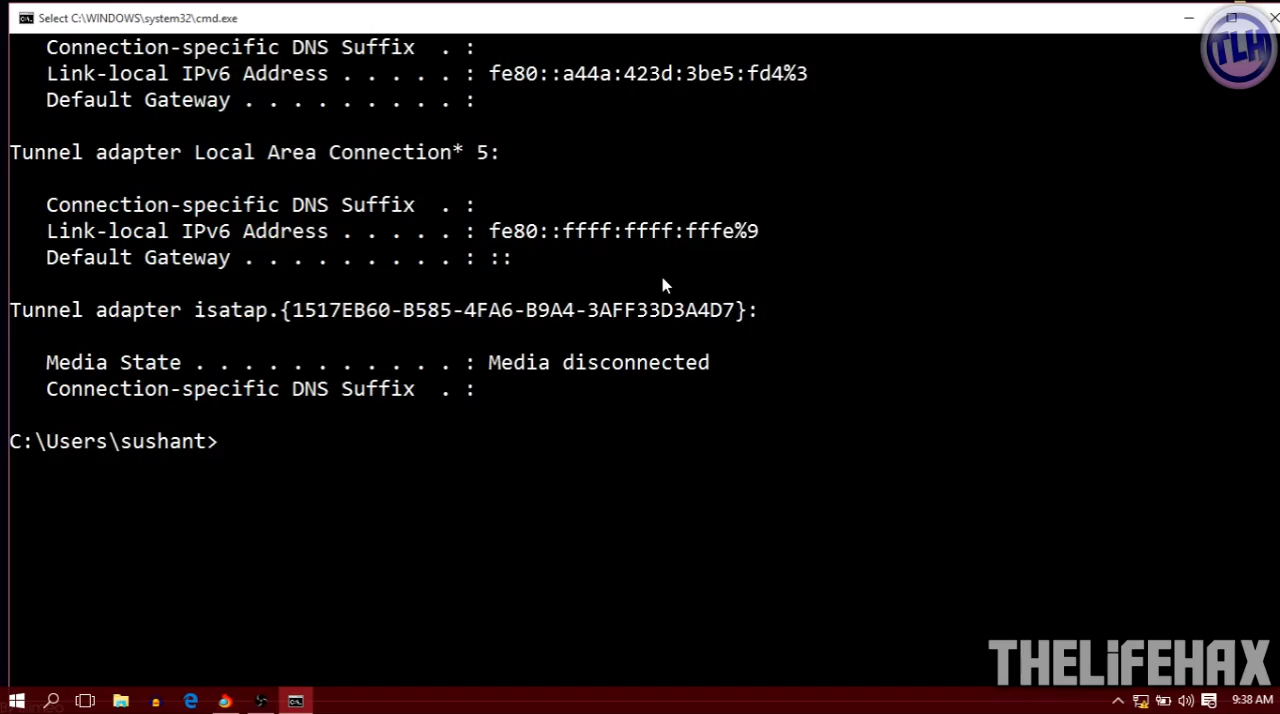 Select C:\WINDOWS\system32\cmd.exe
TLH
Connection-specific DNS Suffix  . :
Link-local IPv6 Address . . . . . : fe80::a44a:423d:3be5:fd4%3
Default Gateway . . . . . . . . . :
Tunnel adapter Local Area Connection* 5:
Connection-specific DNS Suffix  . :
Link-local IPv6 Address . . . . . : fe80::ffff:ffff:fffe%9
Default Gateway . . . . . . . . . : ::
Tunnel adapter isatap.{1517EB60-B585-4FA6-B9A4-3AFF33D3A4D7}:
Media State . . . . . . . . . . . : Media disconnected
Connection-specific DNS Suffix  . :
C:\Users\sushant>
THELiFEHAX
9:38 AM